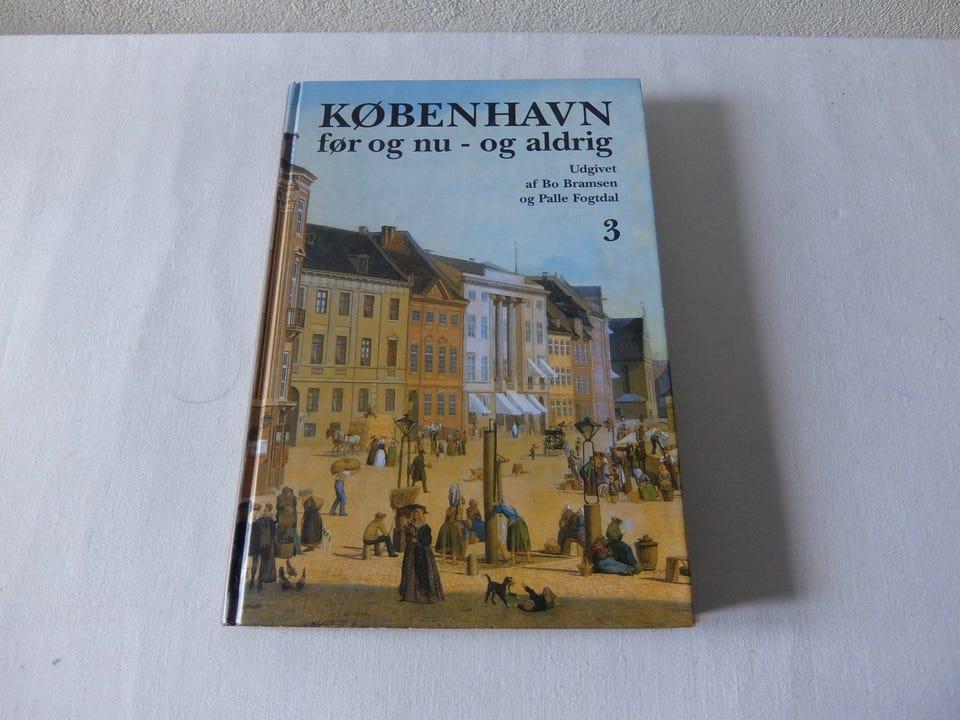 KØBENHAVN
før og nu - og aldrig
Udgivet
af Bo Bramsen
og Palle Fogtdal
3